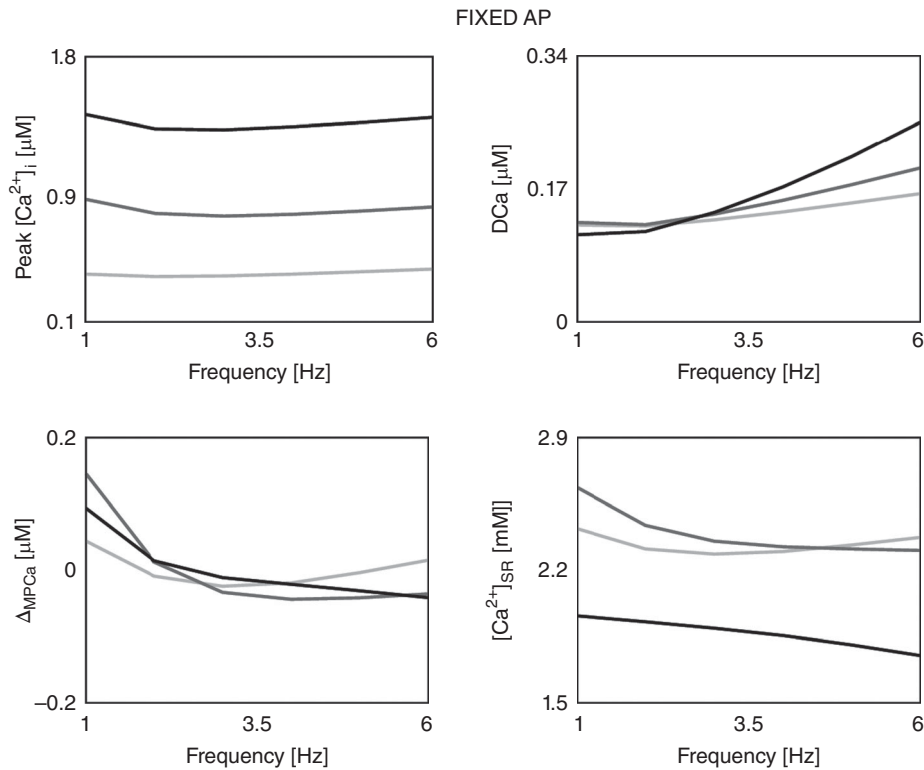 FIXED AP
1.8
0.9
0.1
Peak [Ca²⁺]ᵢ [μM]
1
3.5
6
Frequency [Hz]
0.34
0.17
0
DCa [μM]
1
3.5
6
Frequency [Hz]
0.2
0
−0.2
Δ_MPCa [μM]
1
3.5
6
Frequency [Hz]
2.9
2.2
1.5
[Ca²⁺]_SR [mM]]
1
3.5
6
Frequency [Hz]